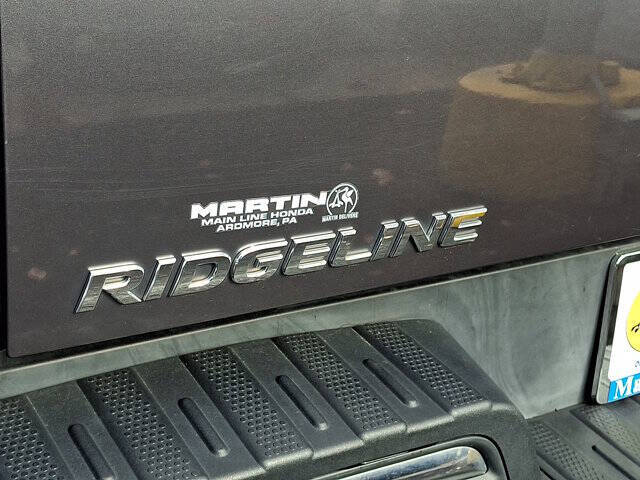 MARTIN
MAIN LINE HONDA
ARDMORE, PA
MARTIN DELIVERS
RIDGELINE